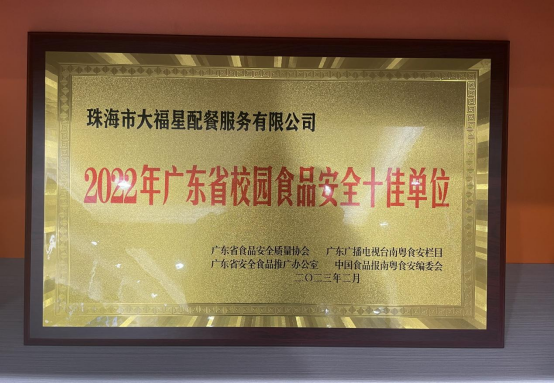 珠海市大福星配餐服务有限公司
2022年广东省校园食品安全十佳单位
广东省食品安全质量协会 广东广播电视台南粤食安栏目
广东省安全食品推广办公室 中国食品报南粤食安编委会
二〇二三年二月